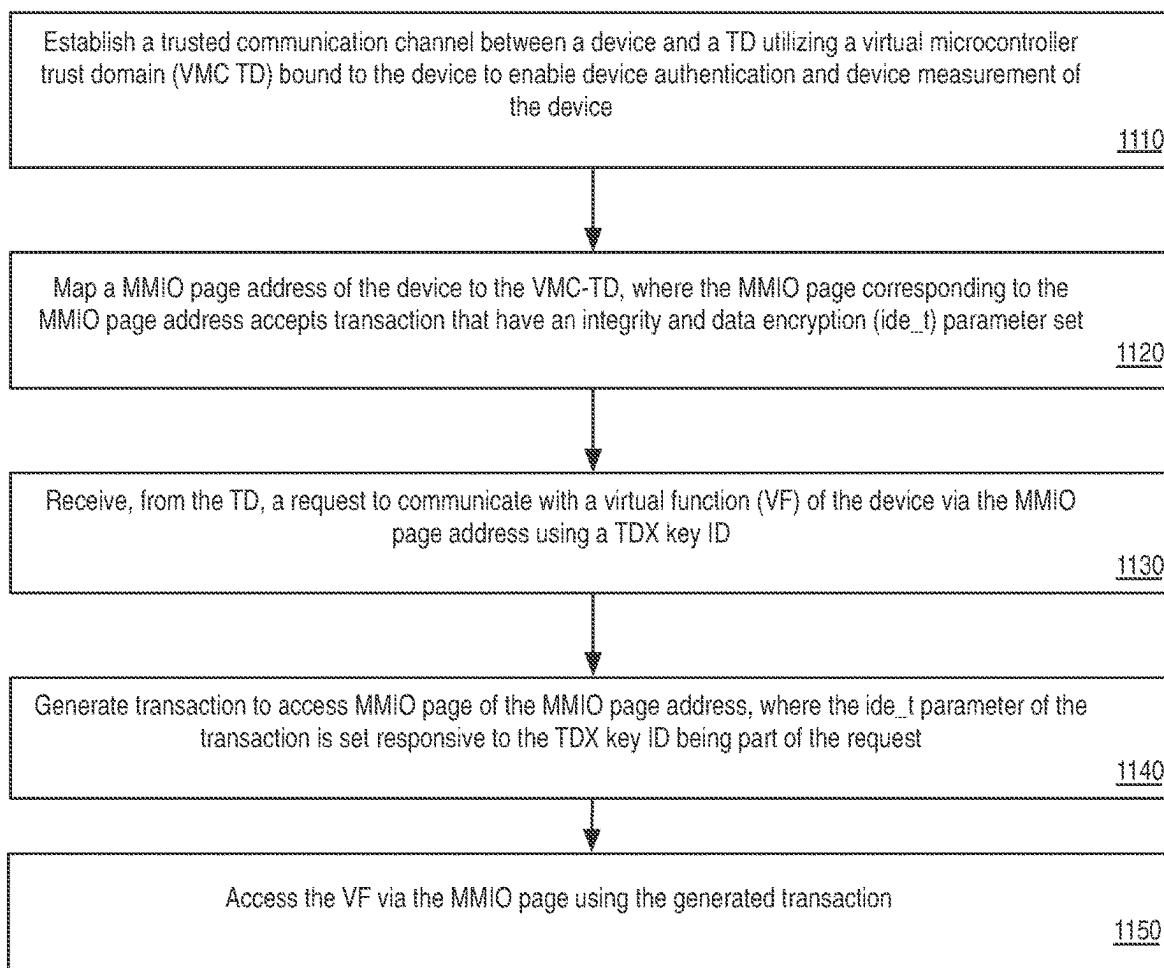 Establish a trusted communication channel between a device and a TD utilizing a virtual microcontroller
trust domain (VMC TD) bound to the device to enable device authentication and device measurement of
the device
1110
Map a MMIO page address of the device to the VMC-TD, where the MMIO page corresponding to the
MMIO page address accepts transaction that have an integrity and data encryption (ide_t) parameter set
1120
Receive, from the TD, a request to communicate with a virtual function (VF) of the device via the MMIO
page address using a TDX key ID
1130
Generate transaction to access MMIO page of the MMIO page address, where the ide_t parameter of the
transaction is set responsive to the TDX key ID being part of the request
1140
Access the VF via the MMIO page using the generated transaction
1150